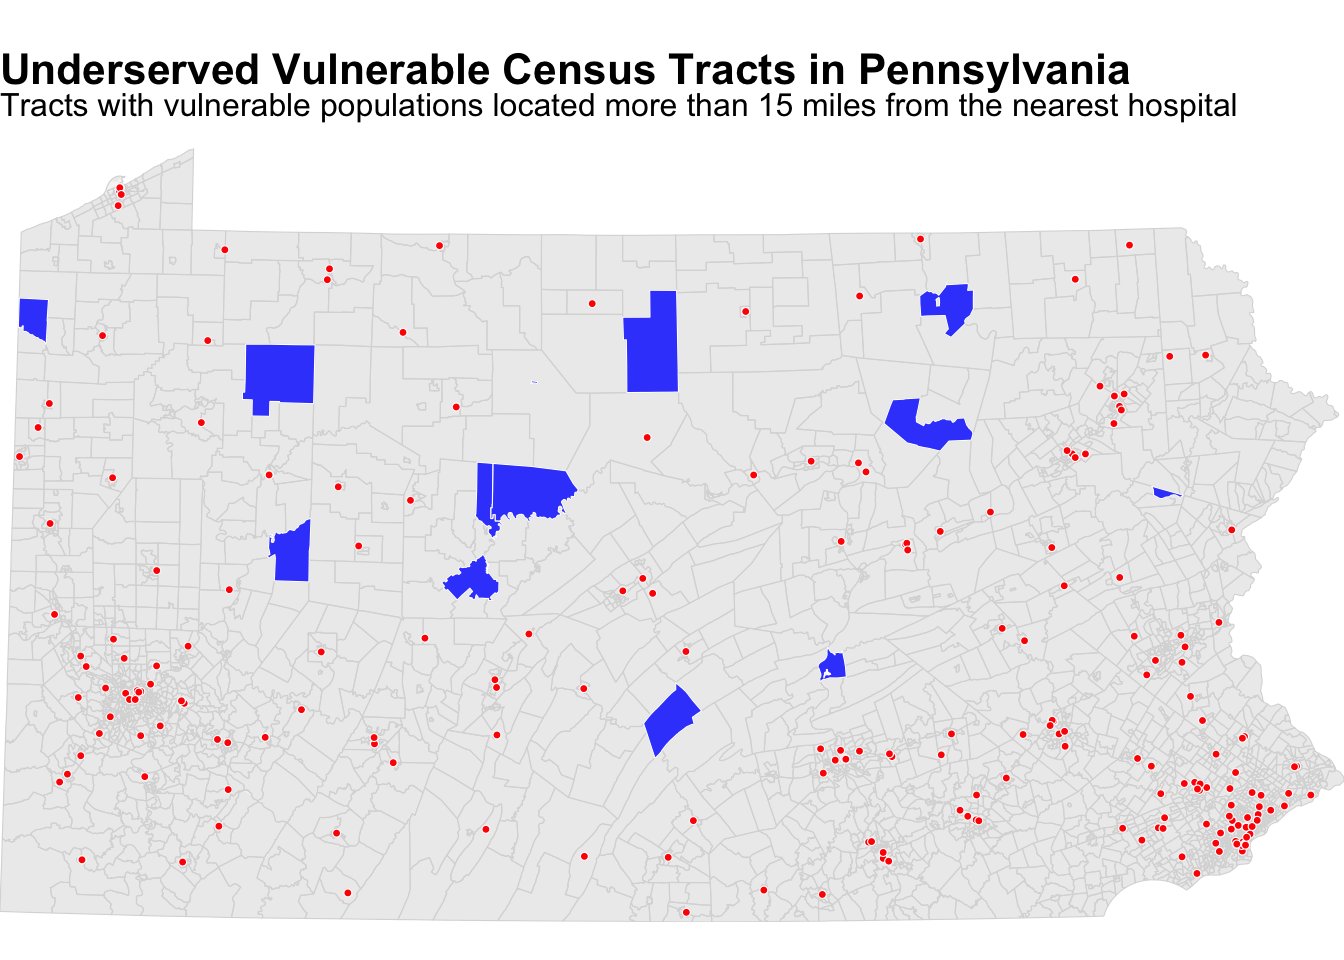 Underserved Vulnerable Census Tracts in Pennsylvania
Tracts with vulnerable populations located more than 15 miles from the nearest hospital